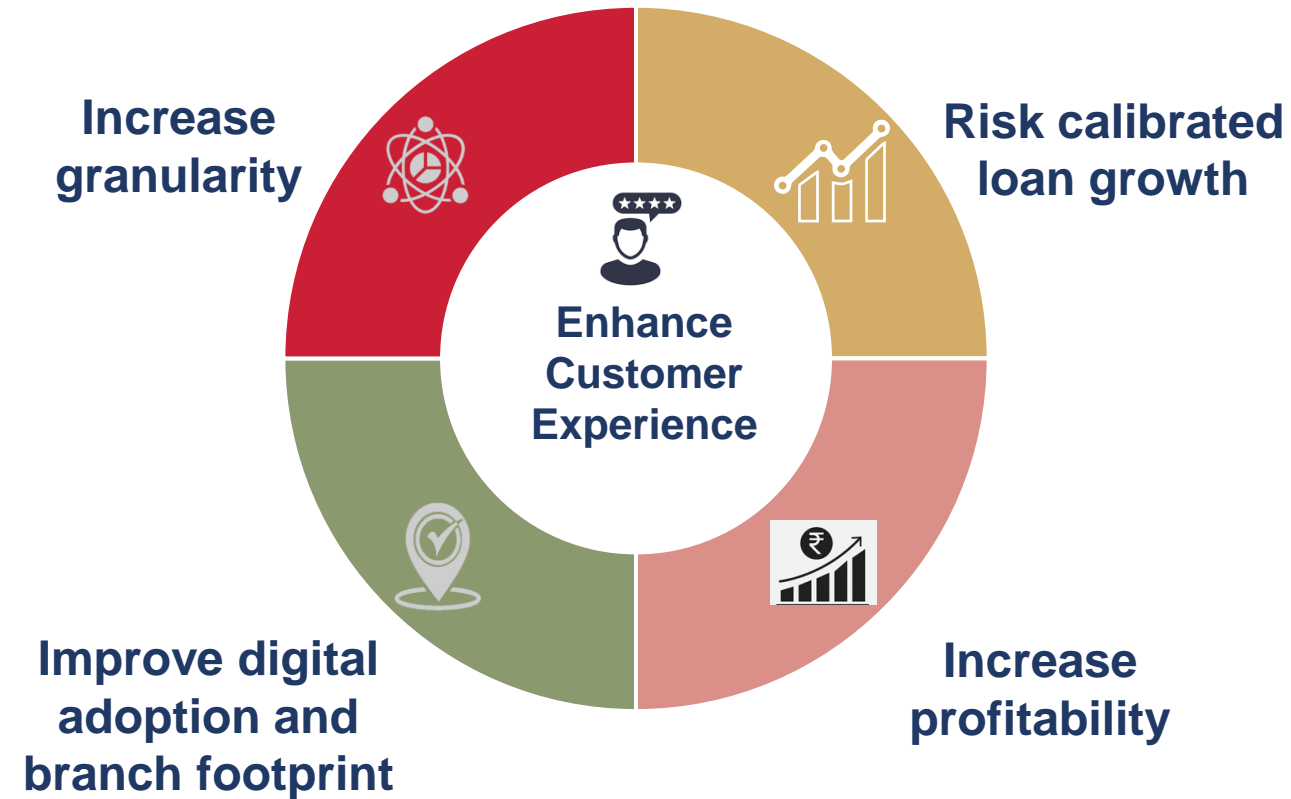 Increase
granularity
Risk calibrated
loan growth
Enhance
Customer
Experience
Improve digital
adoption and
branch footprint
₹
Increase
profitability